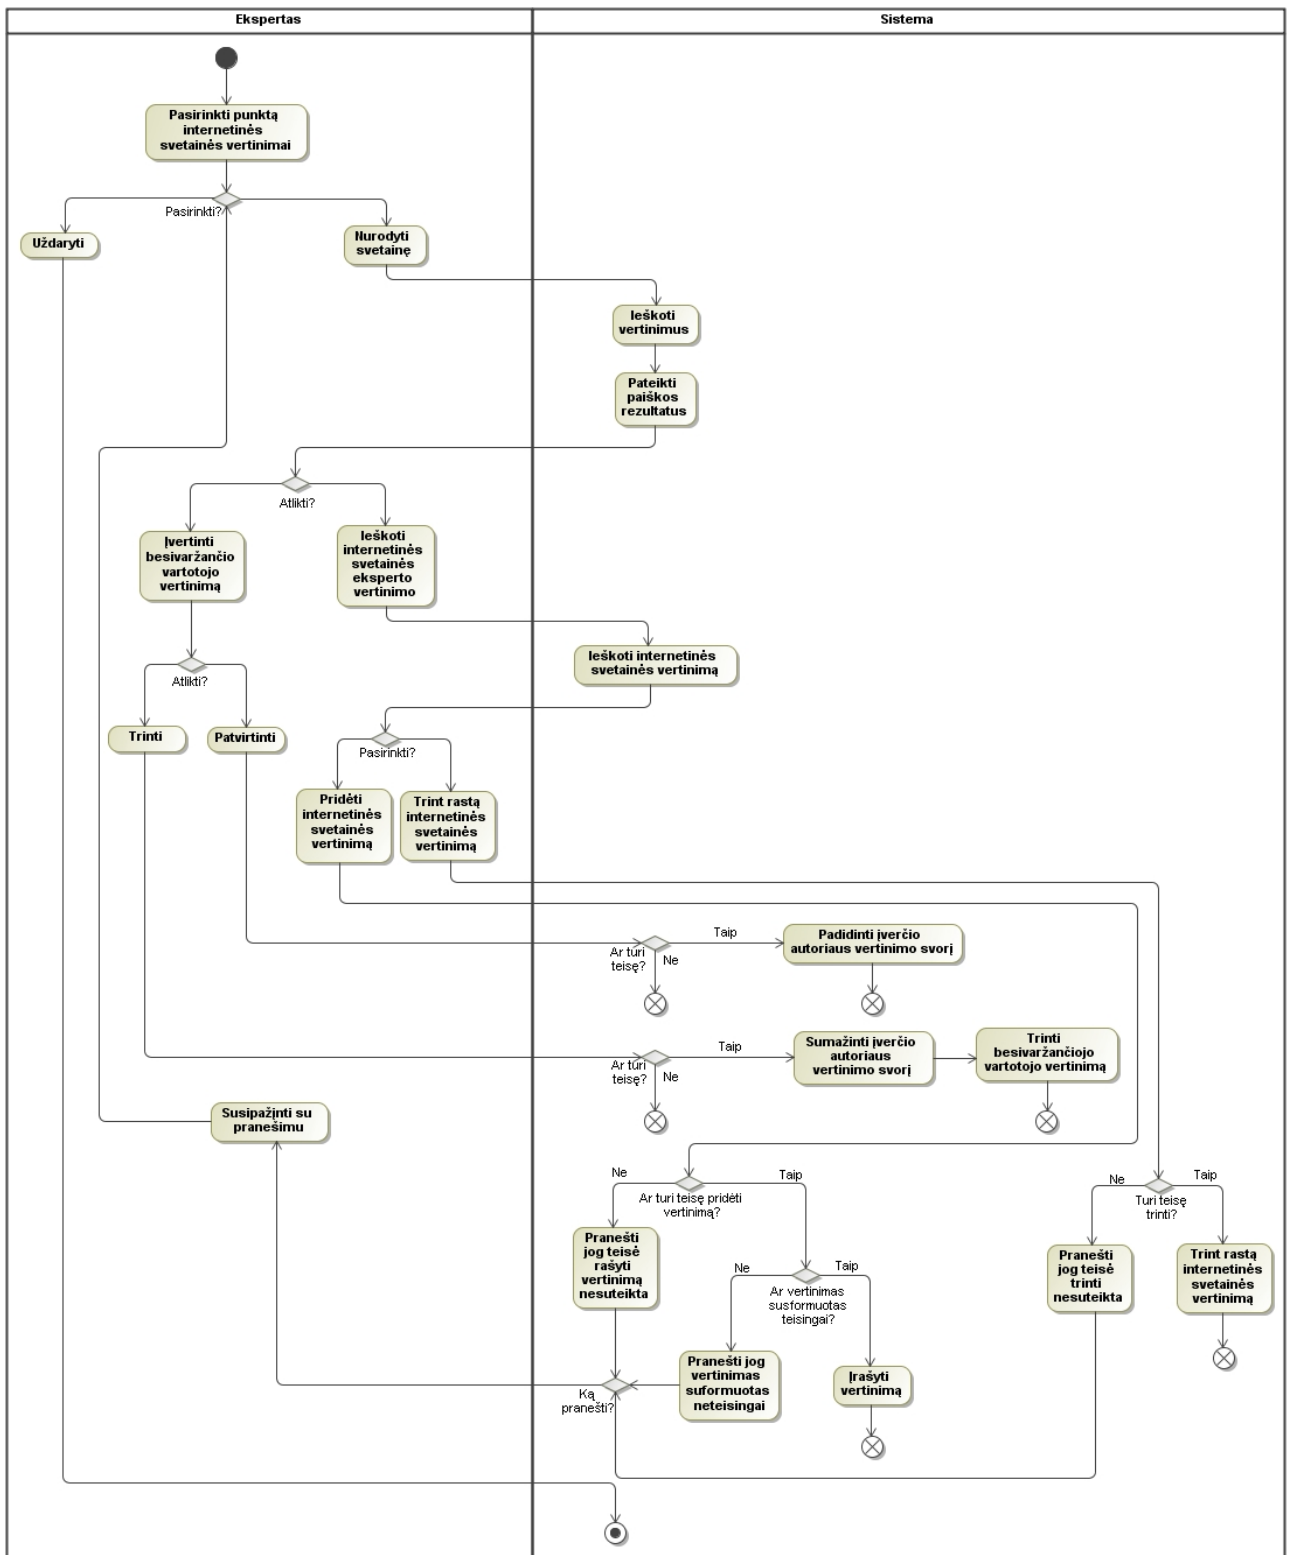 Ekspertas
Sistema
Pasirinkti punktą
internetinės
svetainės vertinimai
Pasirinkti?
Uždaryti
Nurodyti
svetainę
Ieškoti
vertinimus
Pateikti
paiškos
rezultatus
Atlikti?
Įvertinti
besivaržančio
vartotojo
vertinimą
Ieškoti
internetinės
svetainės
eksperto
vertinimo
Ieškoti internetinės
svetainės vertinimą
Atlikti?
Trinti
Patvirtinti
Pasirinkti?
Pridėti
internetinės
svetainės
vertinimą
Trint rastą
internetinės
svetainės
vertinimą
Ar turi
teisę?
Taip
Ne
Padidinti įverčio
autoriaus vertinimo svorį
Ar turi
teisę?
Taip
Ne
Sumažinti įverčio
autoriaus
vertinimo svorį
Trinti
besivaržančiojo
vartotojo vertinimą
Susipažinti su
pranešimu
Ne
Taip
Ar turi teisę pridėti
vertinimą?
Ne
Taip
Turi teisę
trinti?
Pranešti
jog teisė
rašyti
vertinimą
nesuteikta
Ne
Taip
Ar vertinimas
susformuotas
teisingai?
Pranešti
jog teisė
trinti
nesuteikta
Trint rastą
internetinės
svetainės
vertinimą
Pranešti jog
vertinimas
suformuotas
neteisingai
Įrašyti
vertinimą
Ką
pranešti?